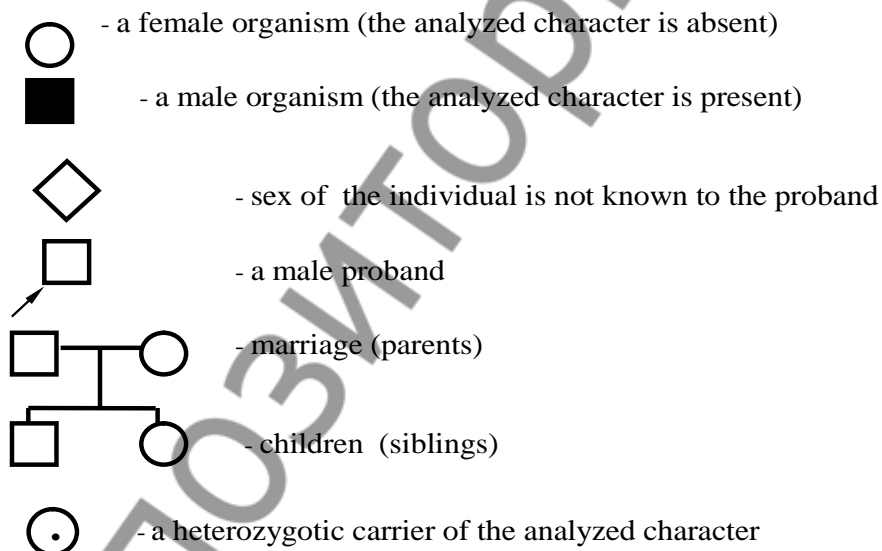 - a female organism (the analyzed character is absent)
- a male organism (the analyzed character is present)
- sex of the individual is not known to the proband
- a male proband
- marriage (parents)
- children (siblings)
- a heterozygotic carrier of the analyzed character